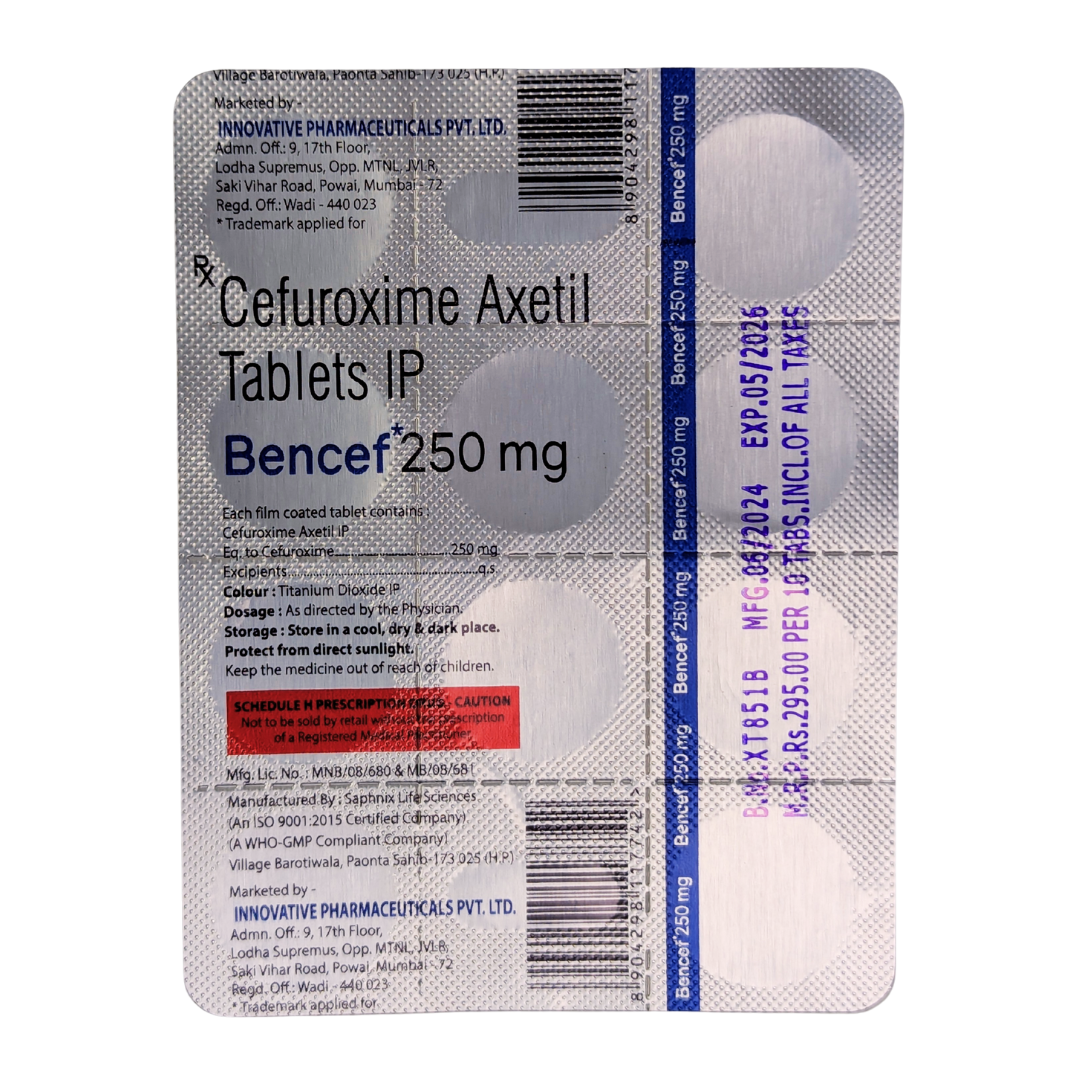 Village Barotiwala, Paonta Sahib-173 025 (H.P.)
Marketed by -
INNOVATIVE PHARMACEUTICALS PVT. LTD.
Admn. Off.: 9, 17th Floor,
Lodha Supremus, Opp. MTNL, JVLR,
Saki Vihar Road, Powai, Mumbai - 72
Regd. Off.: Wadi - 440 023
* Trademark applied for
8 904298 117
Rx
Cefuroxime Axetil
Tablets IP
Bencef* 250 mg
Each film coated tablet contains :
Cefuroxime Axetil IP
Eq. to Cefuroxime...............................250 mg
Excipients..................................................q.s.
Colour : Titanium Dioxide IP
Dosage : As directed by the Physician.
Storage : Store in a cool, dry & dark place.
Protect from direct sunlight.
Keep the medicine out of reach of children.
SCHEDULE H PRESCRIPTION DRUG - CAUTION
Not to be sold by retail without the prescription
of a Registered Medical Practitioner.
Mfg. Lic. No. : MNB/08/680 & MB/08/681
Manufactured By : Saphnix Life Sciences
(An ISO 9001:2015 Certified Company)
(A WHO-GMP Compliant Company)
Village Barotiwala, Paonta Sahib-173 025 (H.P.)
Marketed by -
INNOVATIVE PHARMACEUTICALS PVT. LTD.
Admn. Off.: 9, 17th Floor,
Lodha Supremus, Opp. MTNL, JVLR,
Saki Vihar Road, Powai, Mumbai - 72
Regd. Off.: Wadi - 440 023
* Trademark applied for
8 904298 117742 >
Bencef* 250 mg
Bencef* 250 mg
Bencef* 250 mg
Bencef* 250 mg
Bencef* 250 mg
Bencef* 250 mg
B.No.XT851B MFG.06/2024 EXP.05/2026
M.R.P.Rs.295.00 PER 10 TABS.INCL.OF ALL TAXES